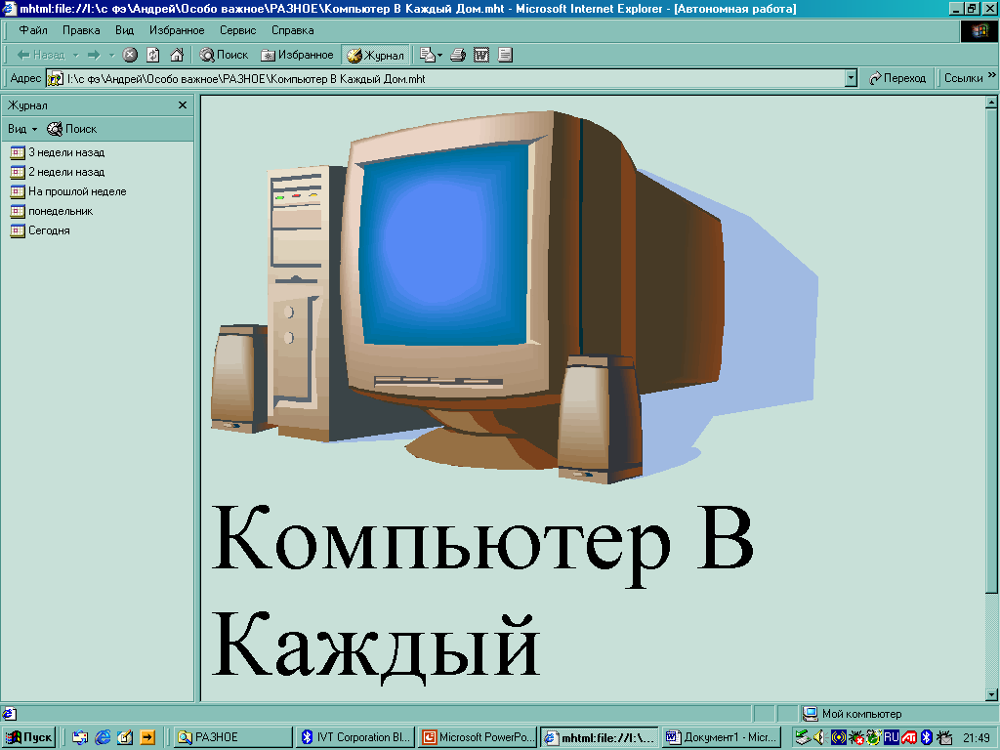 mhtml:file://I:\с фэ\Андрей\Особо важное\РАЗНОЕ\Компьютер В Каждый Дом.mht - Microsoft Internet Explorer - [Автономная работа]
Файл Правка Вид Избранное Сервис Справка
Назад Поиск Избранное Журнал
Адрес I:\с фэ\Андрей\Особо важное\РАЗНОЕ\Компьютер В Каждый Дом.mht Переход Ссылки »
Журнал
Вид Поиск
3 недели назад
2 недели назад
На прошлой неделе
понедельник
Сегодня
Компьютер В
Каждый
Мой компьютер
Пуск РАЗНОЕ IVT Corporation Bl... Microsoft PowerPo... mhtml:file://I:\... Документ1 - Micr... RU 21:49